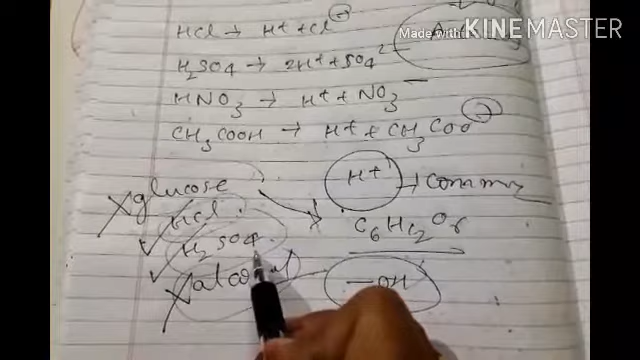 HCl → H+ + Cl⊖
Made with KINEMASTER
H2SO4 → 2H+ + SO4 2-
HNO3 → H+ + NO3 -
CH3COOH → H+ + CH3COO -
H+ → common
glucose
HCl
C6H12O6
H2SO4
alcohol
-OH